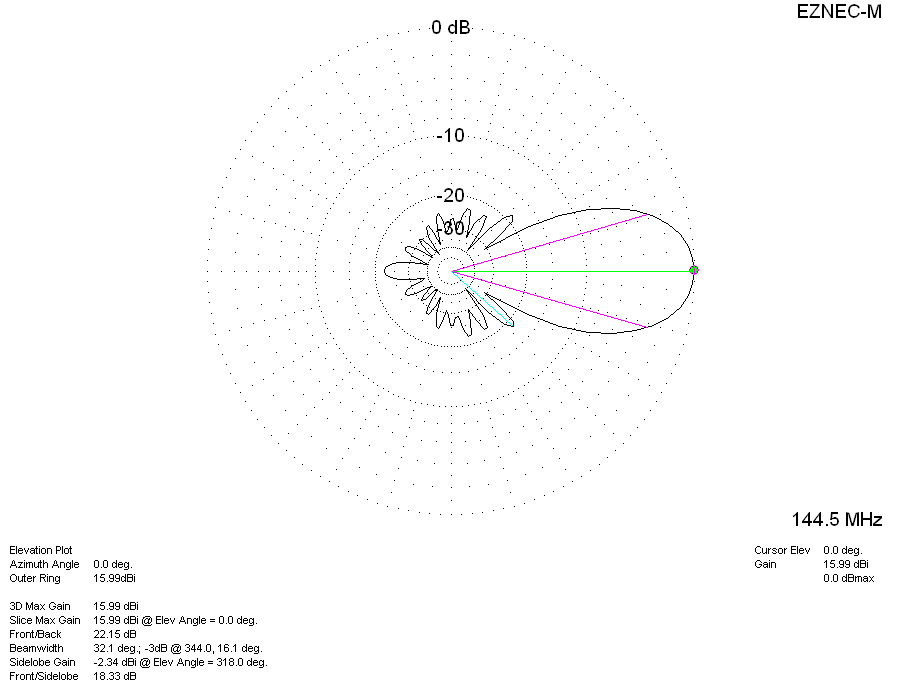 EZNEC-M
0 dB
-10
-20
-30
144.5 MHz
Elevation Plot
Azimuth Angle 0.0 deg.
Outer Ring 15.99dBi
Cursor Elev 0.0 deg.
Gain 15.99 dBi
0.0 dBmax
3D Max Gain 15.99 dBi
Slice Max Gain 15.99 dBi @ Elev Angle = 0.0 deg.
Front/Back 22.15 dB
Beamwidth 32.1 deg.; -3dB @ 344.0, 16.1 deg.
Sidelobe Gain -2.34 dBi @ Elev Angle = 318.0 deg.
Front/Sidelobe 18.33 dB